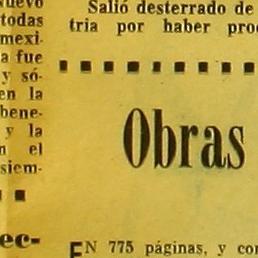 nuevo
todas
mexi-
a fue
y só-
en la
bene-
y la
n el
siem-
ec-
Salió desterrado de
tria por haber pro
Obras
EN 775 páginas, y con